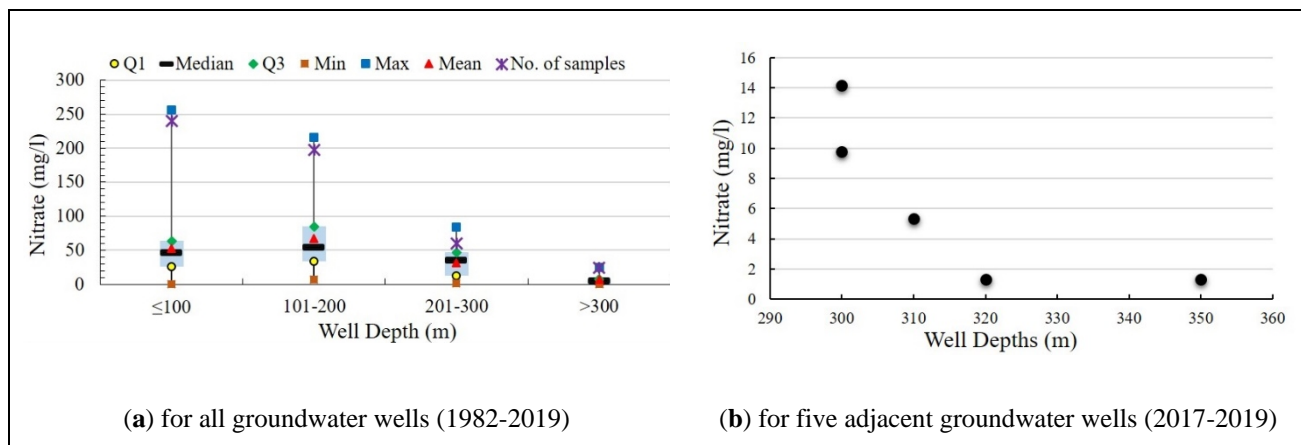 Q1 Median Q3 Min Max Mean No. of samples
Nitrate (mg/l)
300
250
200
150
100
50
0
≤100 101-200 201-300 >300
Well Depth (m)
(a) for all groundwater wells (1982-2019)
Nitrate (mg/l)
16
14
12
10
8
6
4
2
0
290 300 310 320 330 340 350 360
Well Depths (m)
(b) for five adjacent groundwater wells (2017-2019)